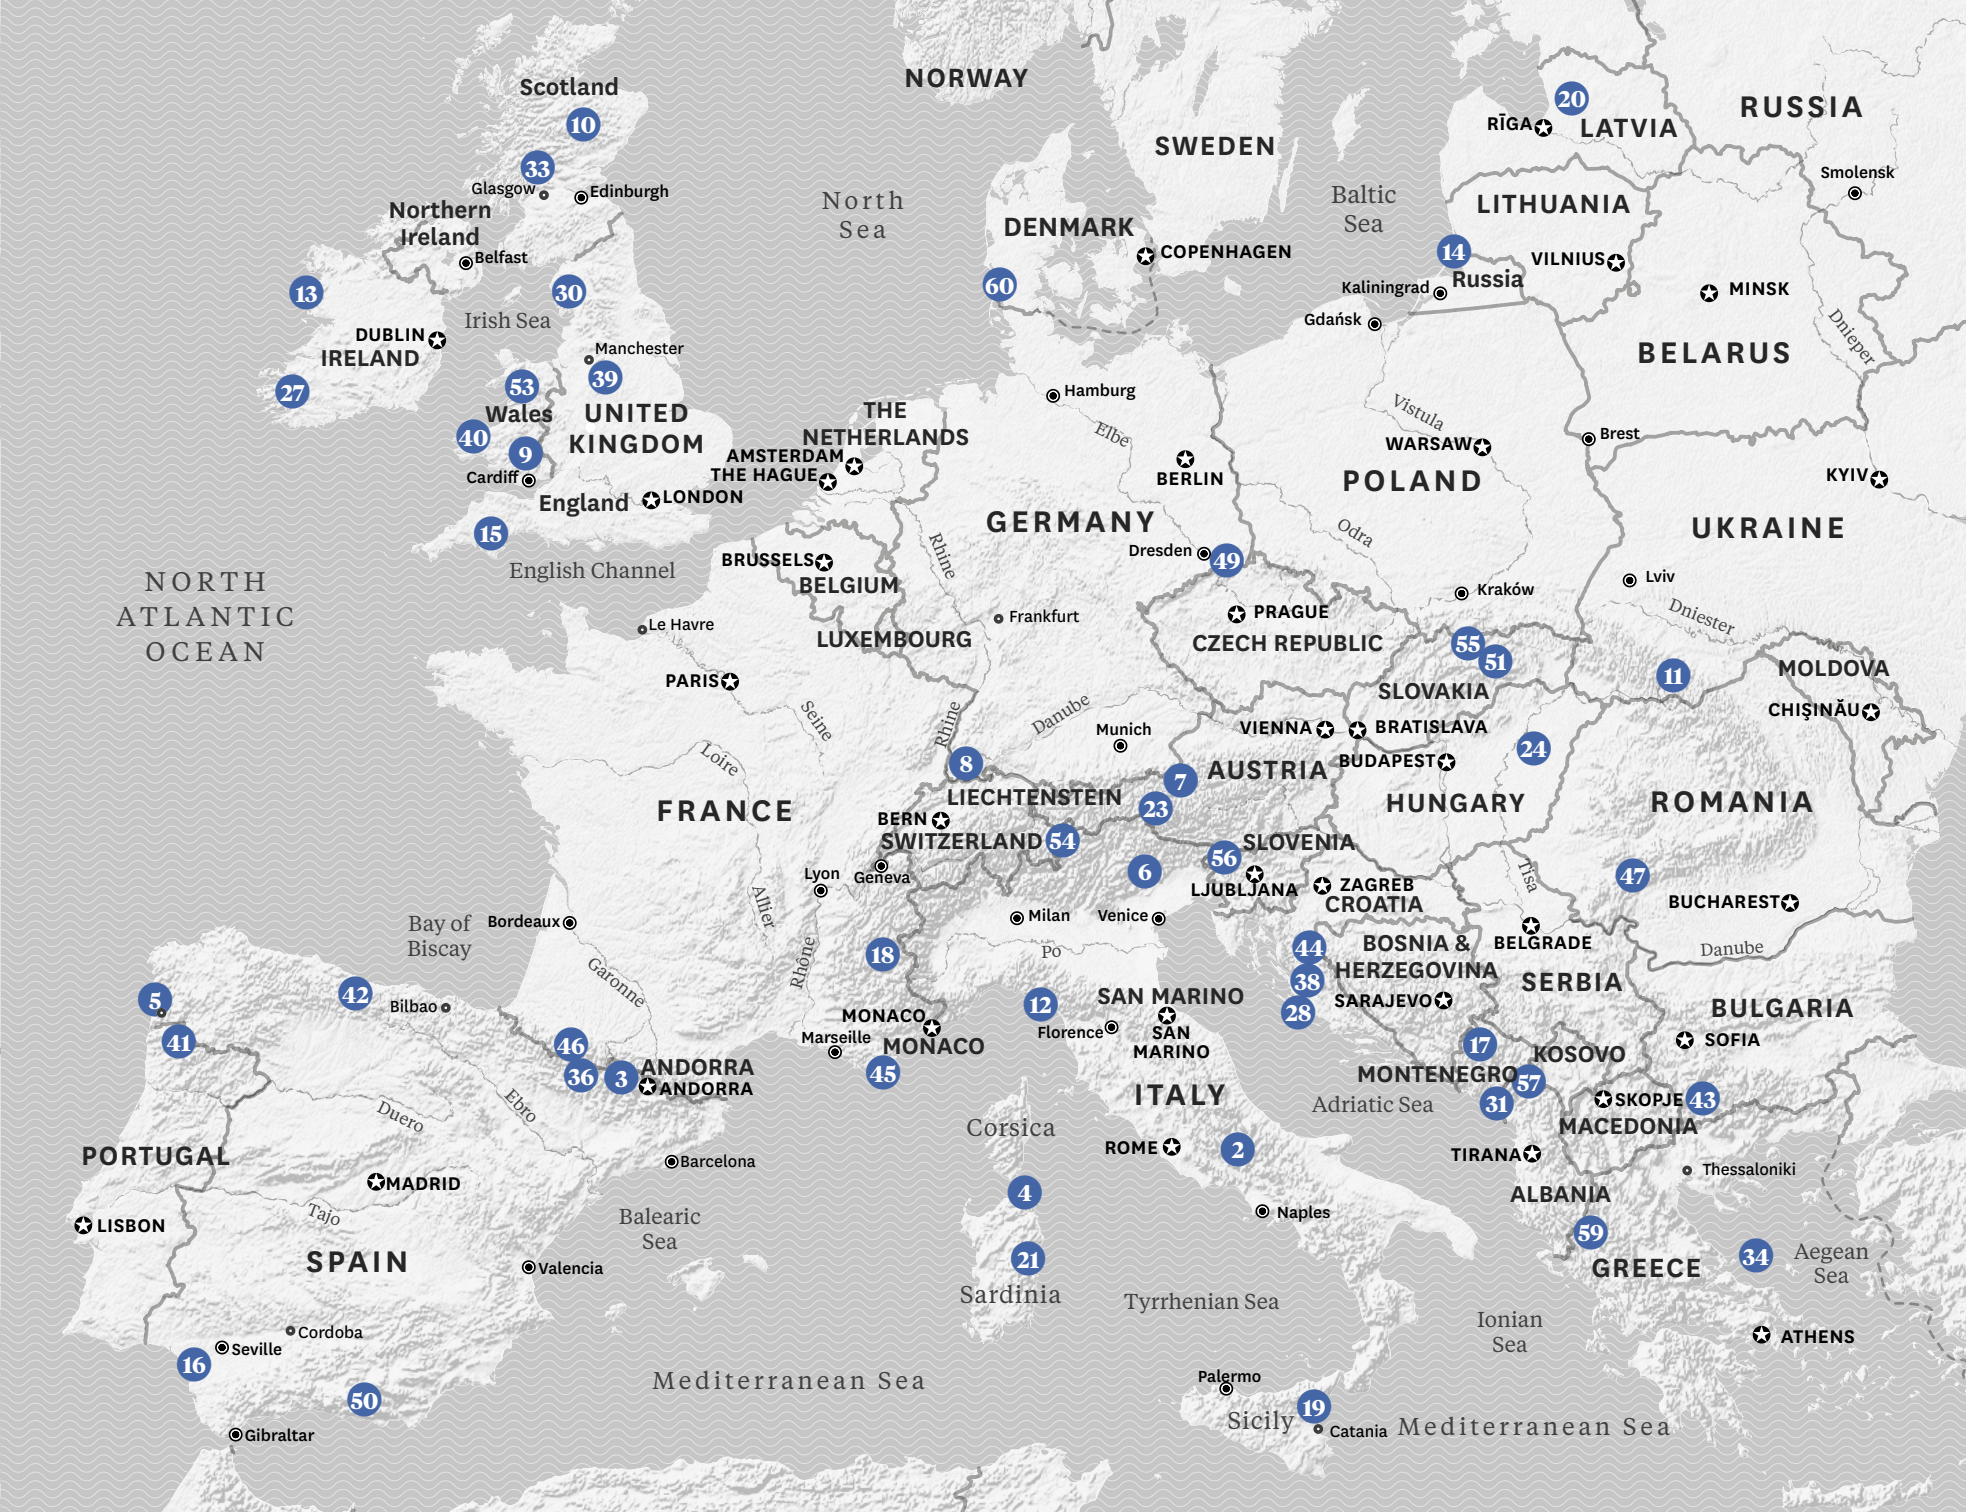 NORWAY
Scotland
10
20
RUSSIA
RĪGA
LATVIA
SWEDEN
33
Glasgow
Edinburgh
Smolensk
North
Sea
Baltic
Sea
LITHUANIA
Northern
Ireland
Belfast
DENMARK
COPENHAGEN
14
VILNIUS
Russia
Kaliningrad
MINSK
13
30
60
Irish Sea
Gdańsk
DUBLIN
IRELAND
Manchester
39
Dnieper
BELARUS
27
53
Wales
Hamburg
UNITED
KINGDOM
THE
NETHERLANDS
Elbe
Vistula
40
9
Cardiff
AMSTERDAM
THE HAGUE
WARSAW
Brest
BERLIN
POLAND
KYIV
England
LONDON
15
GERMANY
Odra
UKRAINE
Rhine
Dresden
49
BRUSSELS
BELGIUM
English Channel
NORTH
ATLANTIC
OCEAN
Lviv
Kraków
PRAGUE
Dniester
Le Havre
Frankfurt
LUXEMBOURG
CZECH REPUBLIC
55
51
11
MOLDOVA
PARIS
SLOVAKIA
CHIŞINĂU
Seine
Rhine
Danube
Munich
VIENNA
BRATISLAVA
24
Loire
8
7
AUSTRIA
BUDAPEST
FRANCE
LIECHTENSTEIN
23
HUNGARY
ROMANIA
BERN
SWITZERLAND
54
SLOVENIA
56
Lyon
Geneva
6
LJUBLJANA
ZAGREB
CROATIA
Tisa
47
BUCHAREST
Allier
Milan
Venice
Bay of
Biscay
Bordeaux
BELGRADE
Danube
18
Po
44
BOSNIA &
HERZEGOVINA
38
SERBIA
Rhône
Garonne
5
42
Bilbao
12
SAN MARINO
28
SARAJEVO
BULGARIA
41
MONACO
Florence
SAN
MARINO
Marseille
MONACO
46
17
KOSOVO
SOFIA
36
3
ANDORRA
ANDORRA
45
MONTENEGRO
57
ITALY
31
SKOPJE
43
Adriatic Sea
MACEDONIA
Duero
Ebro
Corsica
PORTUGAL
Barcelona
ROME
2
TIRANA
Thessaloniki
MADRID
4
ALBANIA
LISBON
Tajo
Balearic
Sea
Naples
59
34
Aegean
Sea
SPAIN
Valencia
21
GREECE
Sardinia
Tyrrhenian Sea
Ionian
Sea
Cordoba
Seville
ATHENS
16
Mediterranean Sea
Palermo
50
19
Sicily
Catania
Mediterranean Sea
Gibraltar